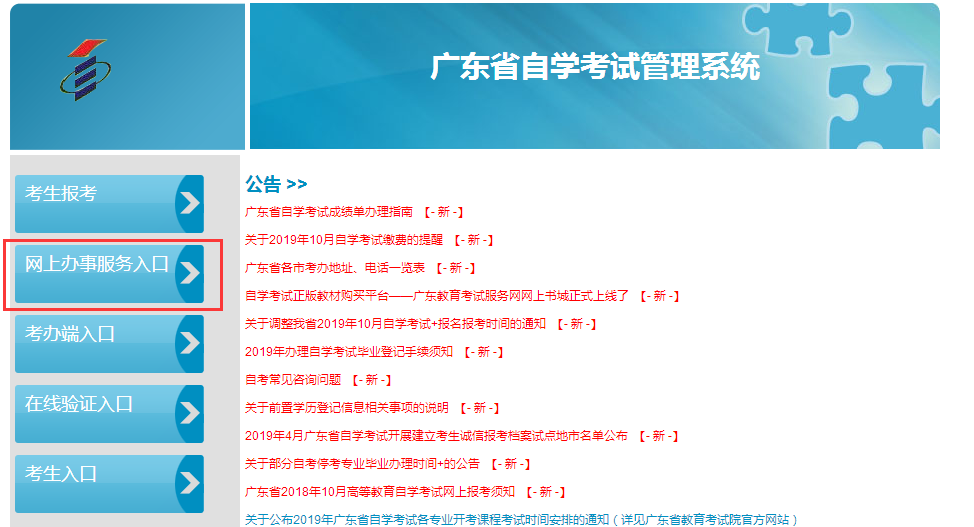 广东省自学考试管理系统
考生报考
网上办事服务入口
考办端入口
在线验证入口
考生入口
公告 >>
广东省自学考试成绩单办理指南 【- 新 -】
关于2019年10月自学考试缴费的提醒 【- 新 -】
广东省各市考办地址、电话一览表 【- 新 -】
自学考试正版教材购买平台——广东教育考试服务网网上书城正式上线了 【- 新 -】
关于调整我省2019年10月自学考试+报名报考时间的通知 【- 新 -】
2019年办理自学考试毕业登记手续须知 【- 新 -】
自考常见咨询问题 【- 新 -】
关于前置学历登记信息相关事项的说明 【- 新 -】
2019年4月广东省自学考试开展建立考生诚信报考档案试点地市名单公布 【- 新 -】
关于部分自考停考专业毕业办理时间+的公告 【- 新 -】
广东省2018年10月高等教育自学考试网上报考须知 【- 新 -】
关于公布2019年广东省自学考试各专业开考课程考试时间安排的通知（详见广东省教育考试院官方网站）